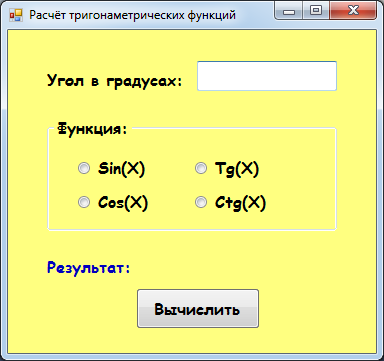 Расчёт тригонаметрических функций
Угол в градусах:
Функция:
Sin(X) Tg(X)
Cos(X) Ctg(X)
Результат:
Вычислить